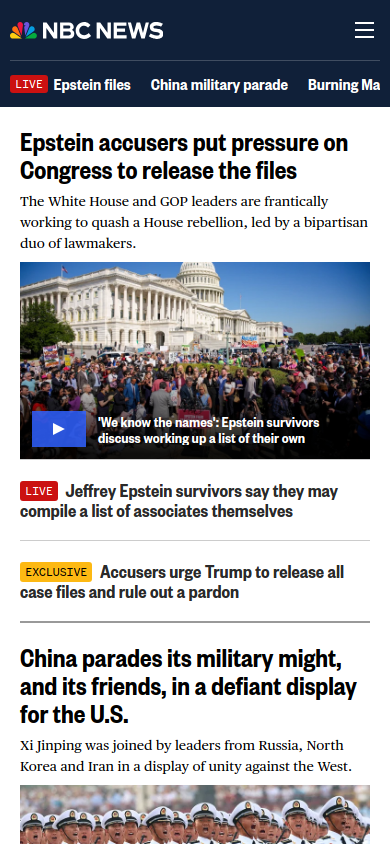 NBC NEWS
LIVE Epstein files China military parade Burning Ma
Epstein accusers put pressure on
Congress to release the files
The White House and GOP leaders are frantically
working to quash a House rebellion, led by a bipartisan
duo of lawmakers.
'We know the names': Epstein survivors
discuss working up a list of their own
LIVE Jeffrey Epstein survivors say they may
compile a list of associates themselves
EXCLUSIVE Accusers urge Trump to release all
case files and rule out a pardon
China parades its military might,
and its friends, in a defiant display
for the U.S.
Xi Jinping was joined by leaders from Russia, North
Korea and Iran in a display of unity against the West.